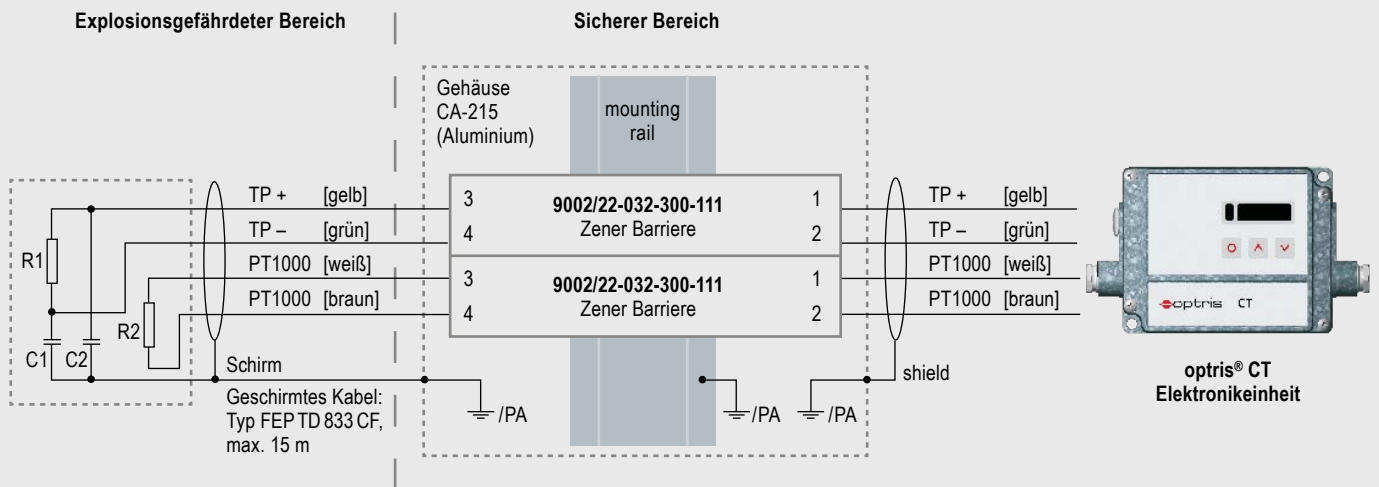 Explosionsgefährdeter Bereich
Sicherer Bereich
Gehäuse
CA-215
(Aluminium)
mounting
rail
TP + [gelb]
TP – [grün]
PT1000 [weiß]
PT1000 [braun]
3
4
9002/22-032-300-111
Zener Barriere
1
2
3
4
9002/22-032-300-111
Zener Barriere
1
2
TP + [gelb]
TP – [grün]
PT1000 [weiß]
PT1000 [braun]
R1
R2
C1
C2
Schirm
Geschirmtes Kabel:
Typ FEP TD 833 CF,
max. 15 m
/PA
/PA
/PA
shield
optris CT
optris® CT
Elektronikeinheit